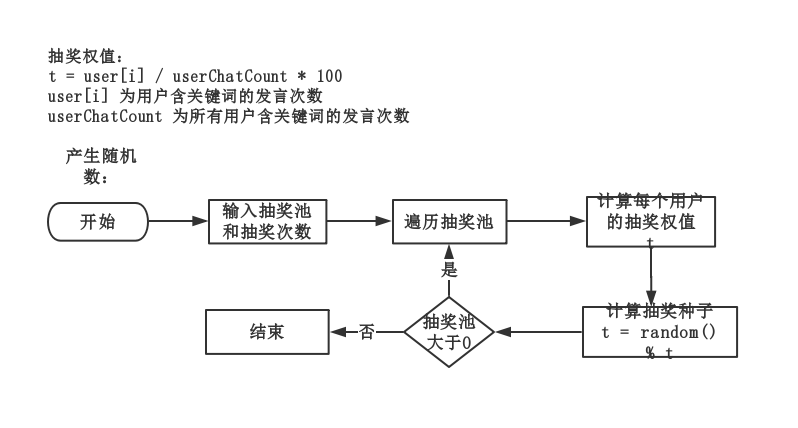 抽奖权值：
t = user[i] / userChatCount * 100
user[i] 为用户含关键词的发言次数
userChatCount 为所有用户含关键词的发言次数
产生随机
数：
开始
输入抽奖池
和抽奖次数
遍历抽奖池
计算每个用户
的抽奖权值
t
是
计算抽奖种子
t = random()
% t
抽奖池
大于0
否
结束